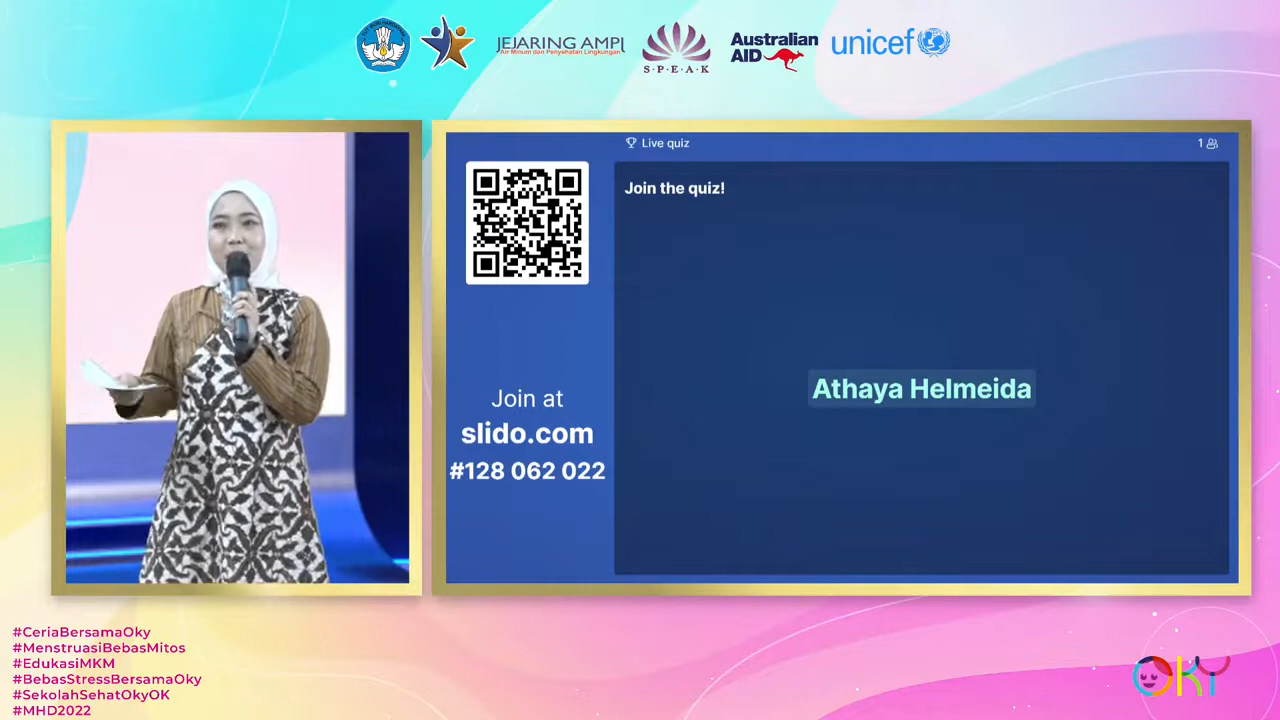 JEJARING AMPL
Air Minum dan Penyehatan Lingkungan
S·P·E·A·K
Australian
AID
unicef
Live quiz
1
Join the quiz!
Athaya Helmeida
Join at
slido.com
#128 062 022
#CeriaBersamaOky
#MenstruasiBebasMitos
#EdukasiMKM
#BebasStressBersamaOky
#SekolahSehatOkyOK
#MHD2022
OKY